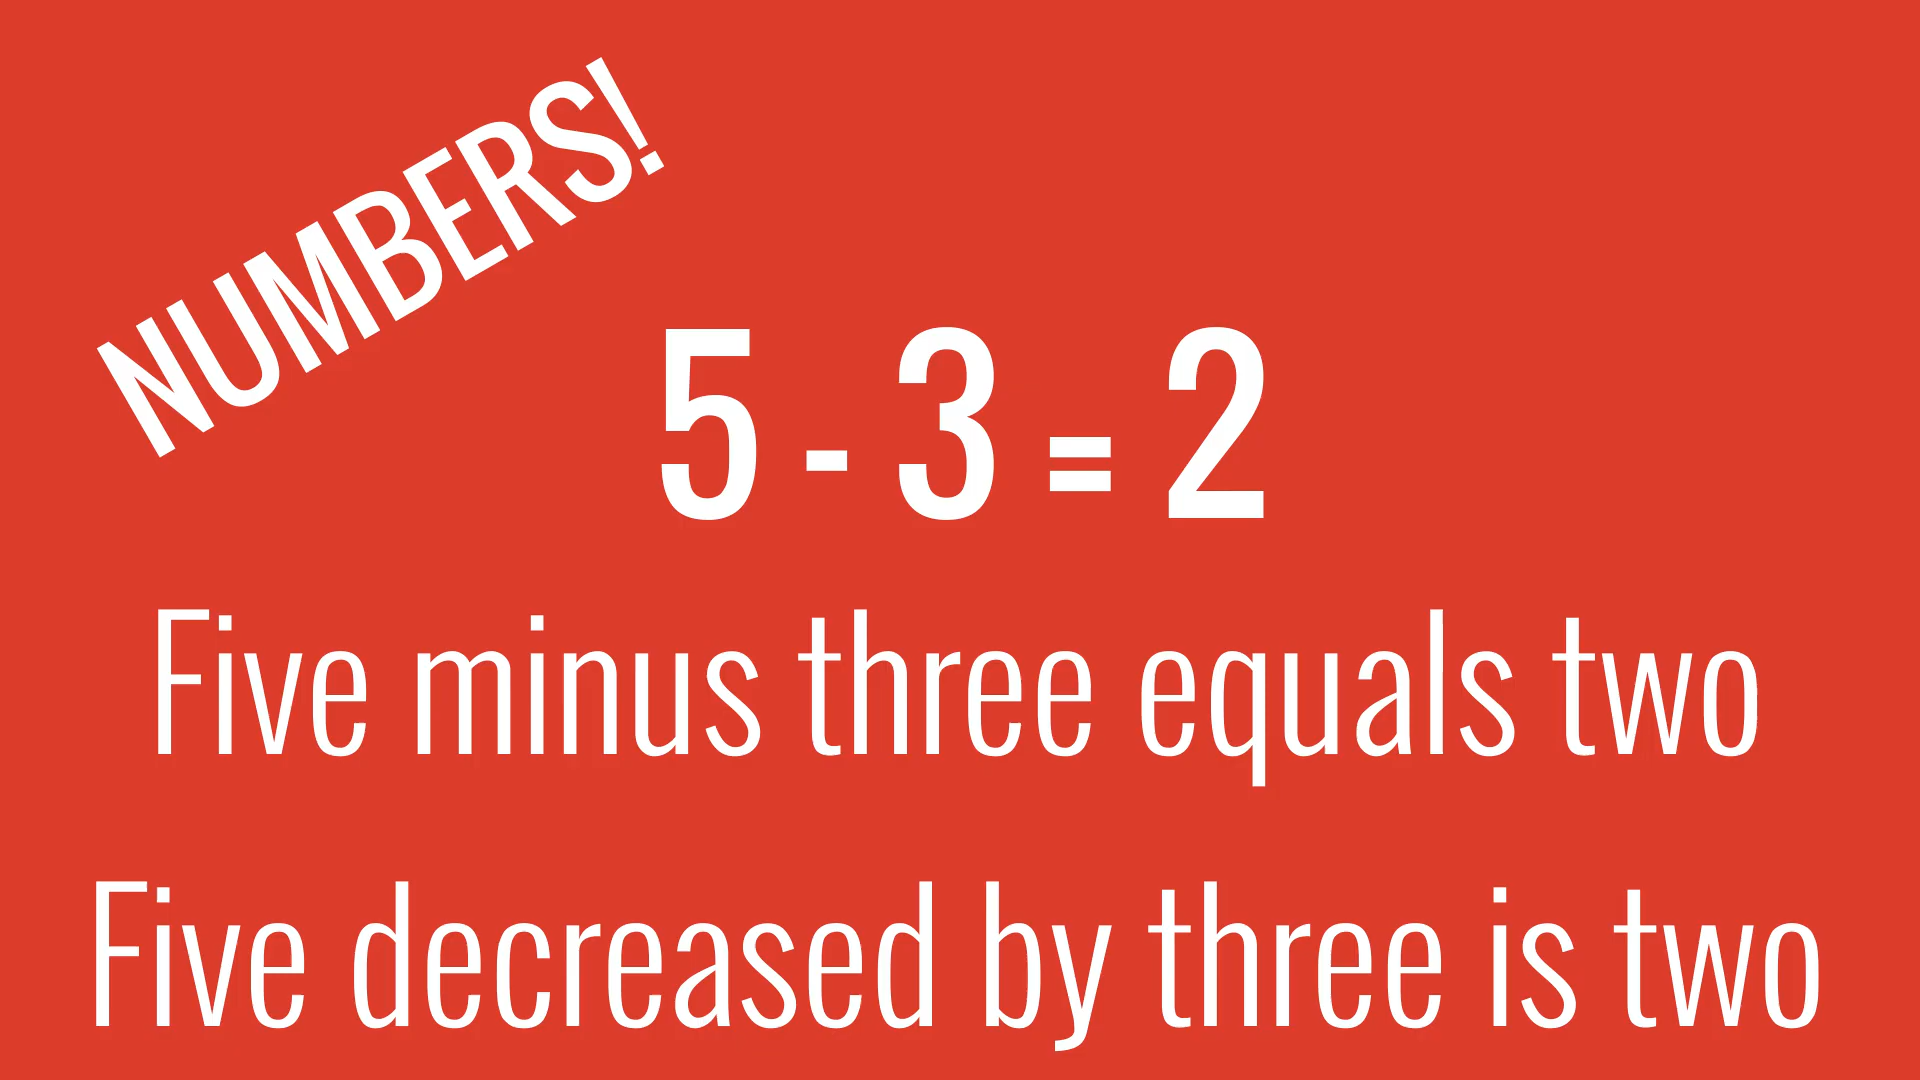 NUMBERS!
5 - 3 = 2
Five minus three equals two
Five decreased by three is two